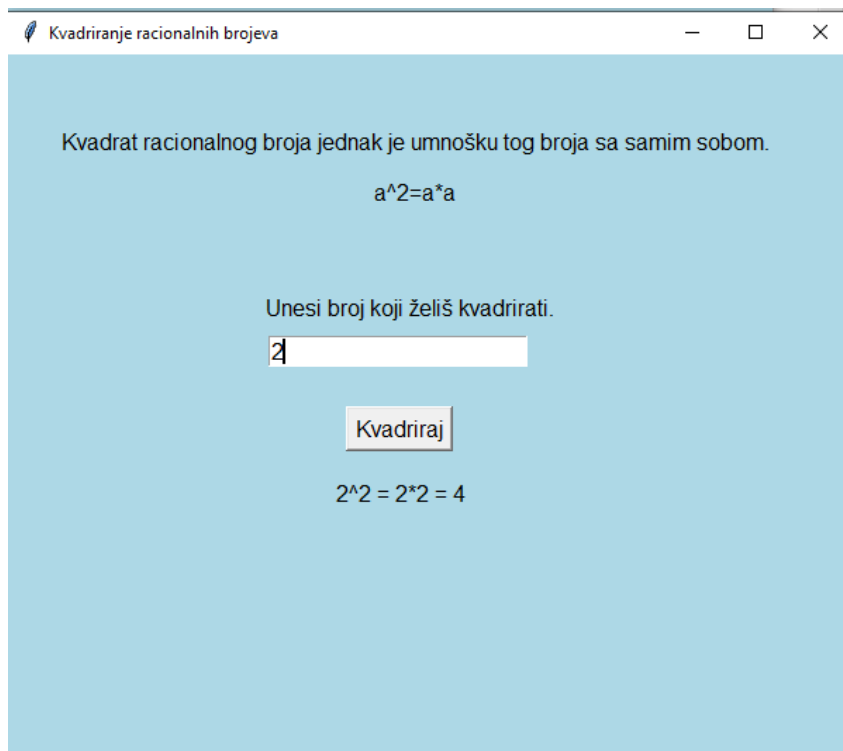 Kvadriranje racionalnih brojeva
Kvadrat racionalnog broja jednak je umnošku tog broja sa samim sobom.
a^2=a*a
Unesi broj koji želiš kvadrirati.
2
Kvadriraj
2^2 = 2*2 = 4